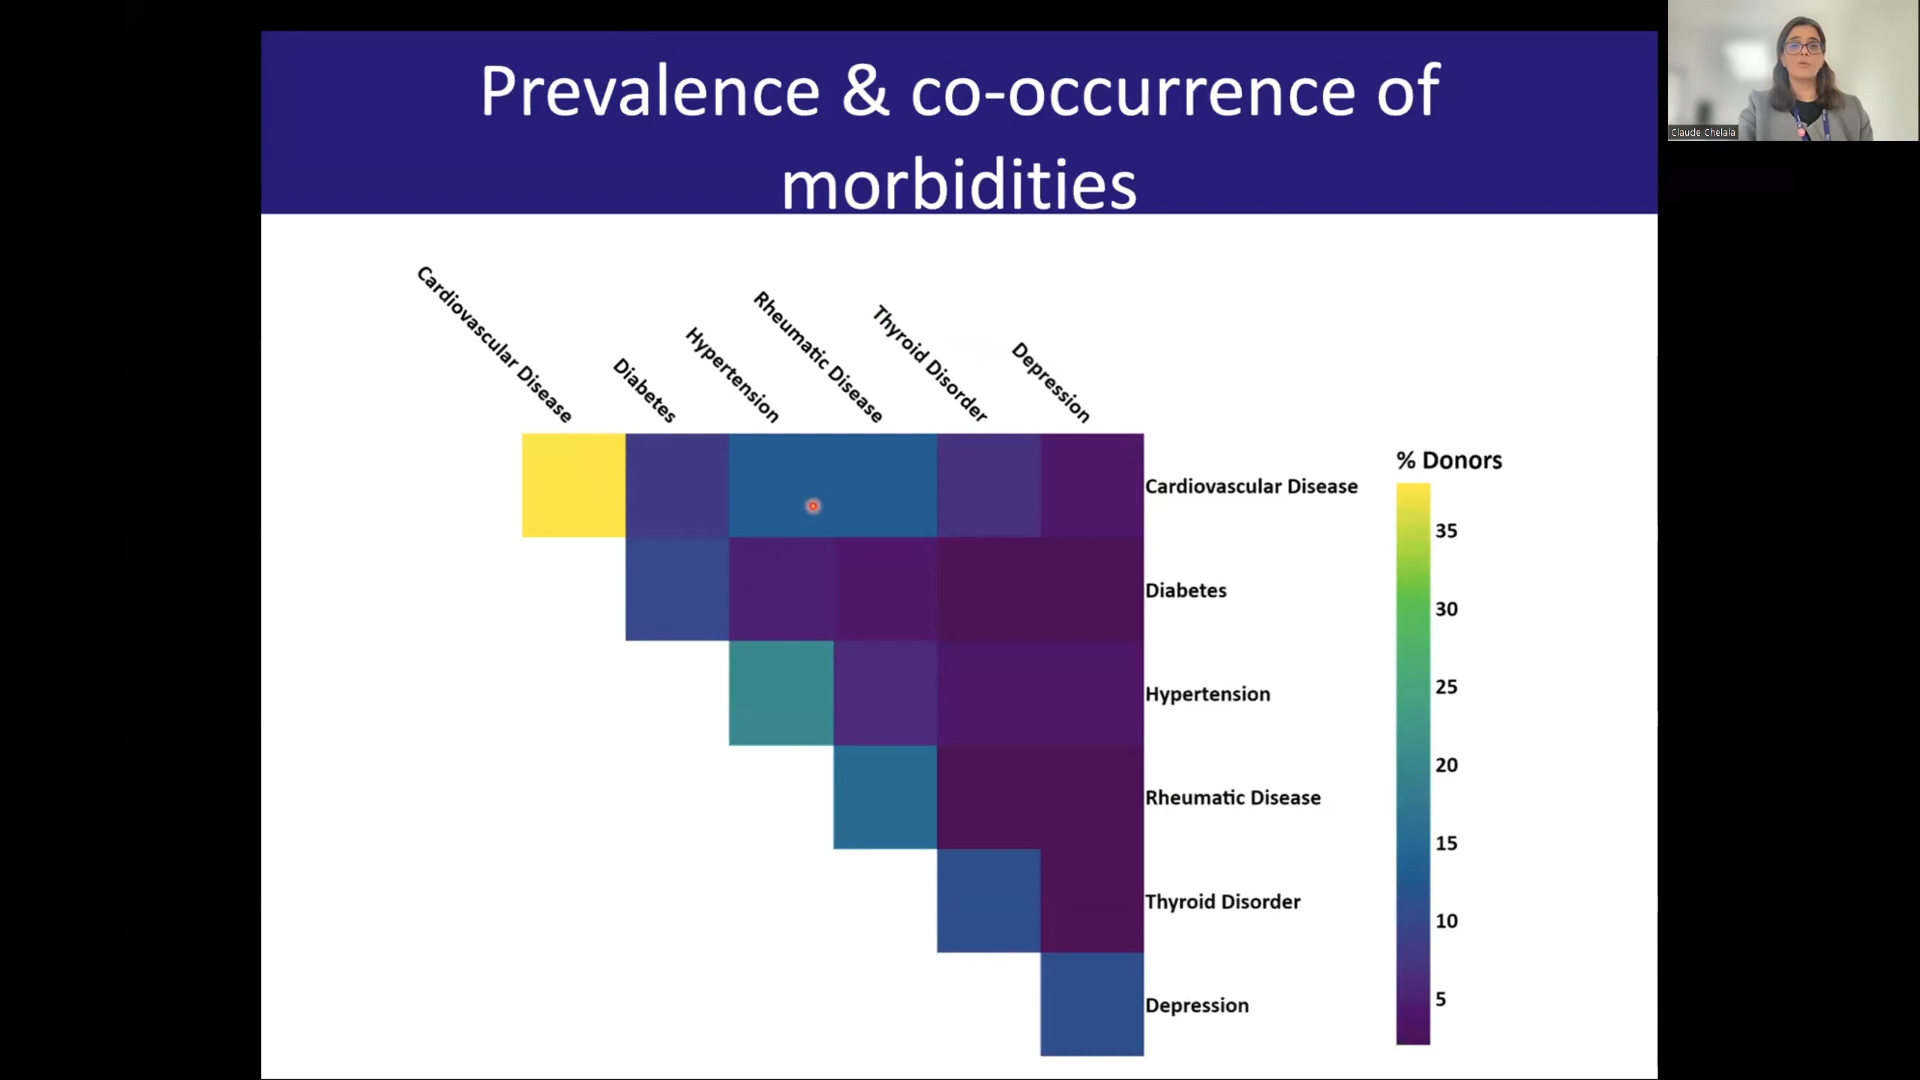 Prevalence & co-occurrence of
morbidities
Claude Chelala
Cardiovascular Disease
Diabetes
Hypertension
Rheumatic Disease
Thyroid Disorder
Depression
Cardiovascular Disease
Diabetes
Hypertension
Rheumatic Disease
Thyroid Disorder
Depression
% Donors
35
30
25
20
15
10
5